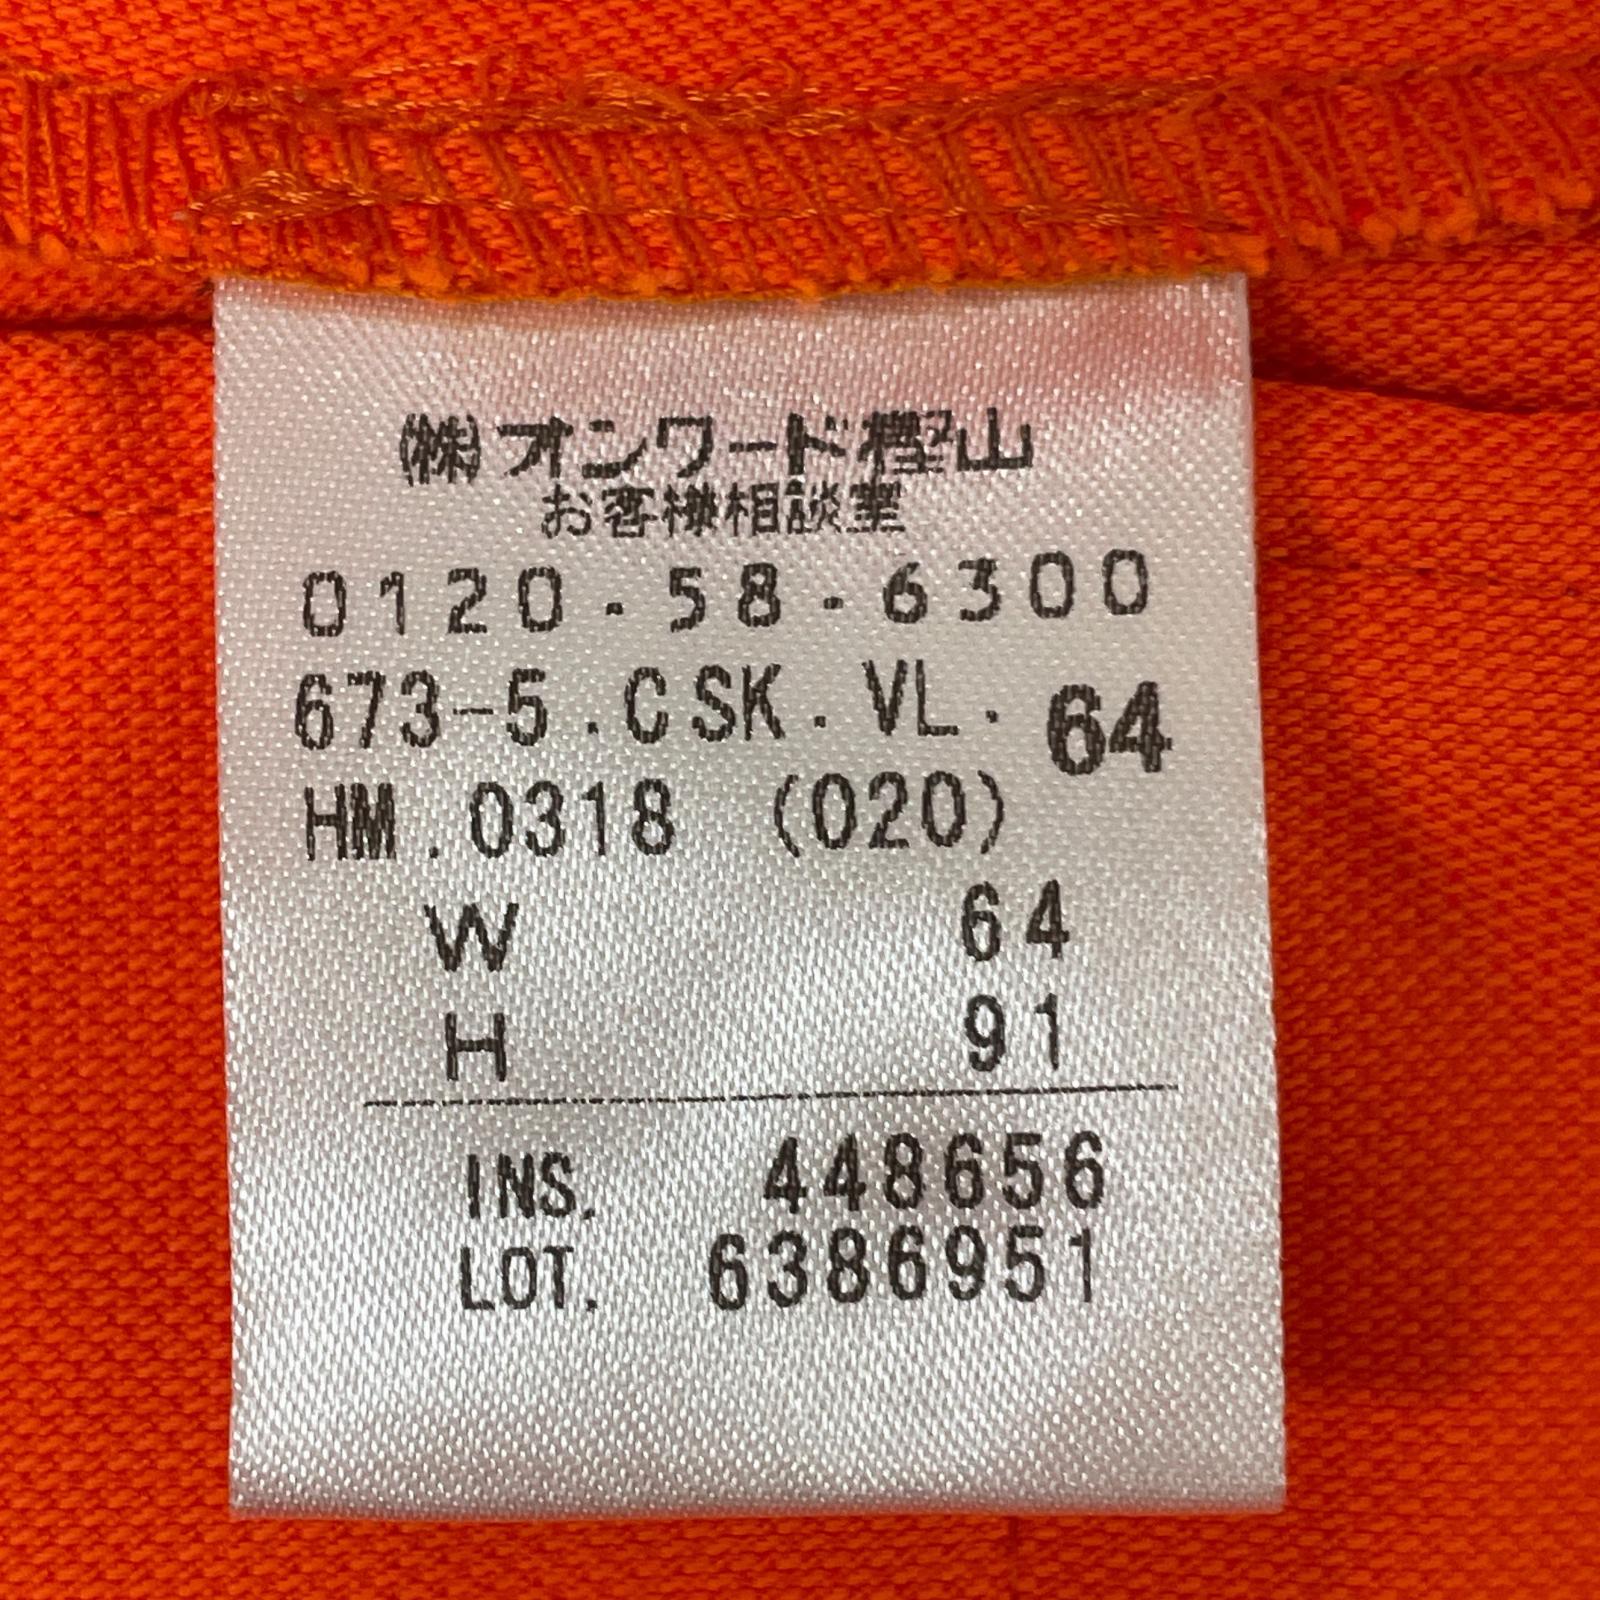 (株)オンワード樫山
お客様相談室
0120-58-6300
673-5.CSK.VL.64
HM.0318 (020)
W 64
H 91
INS. 448656
LOT. 6386951